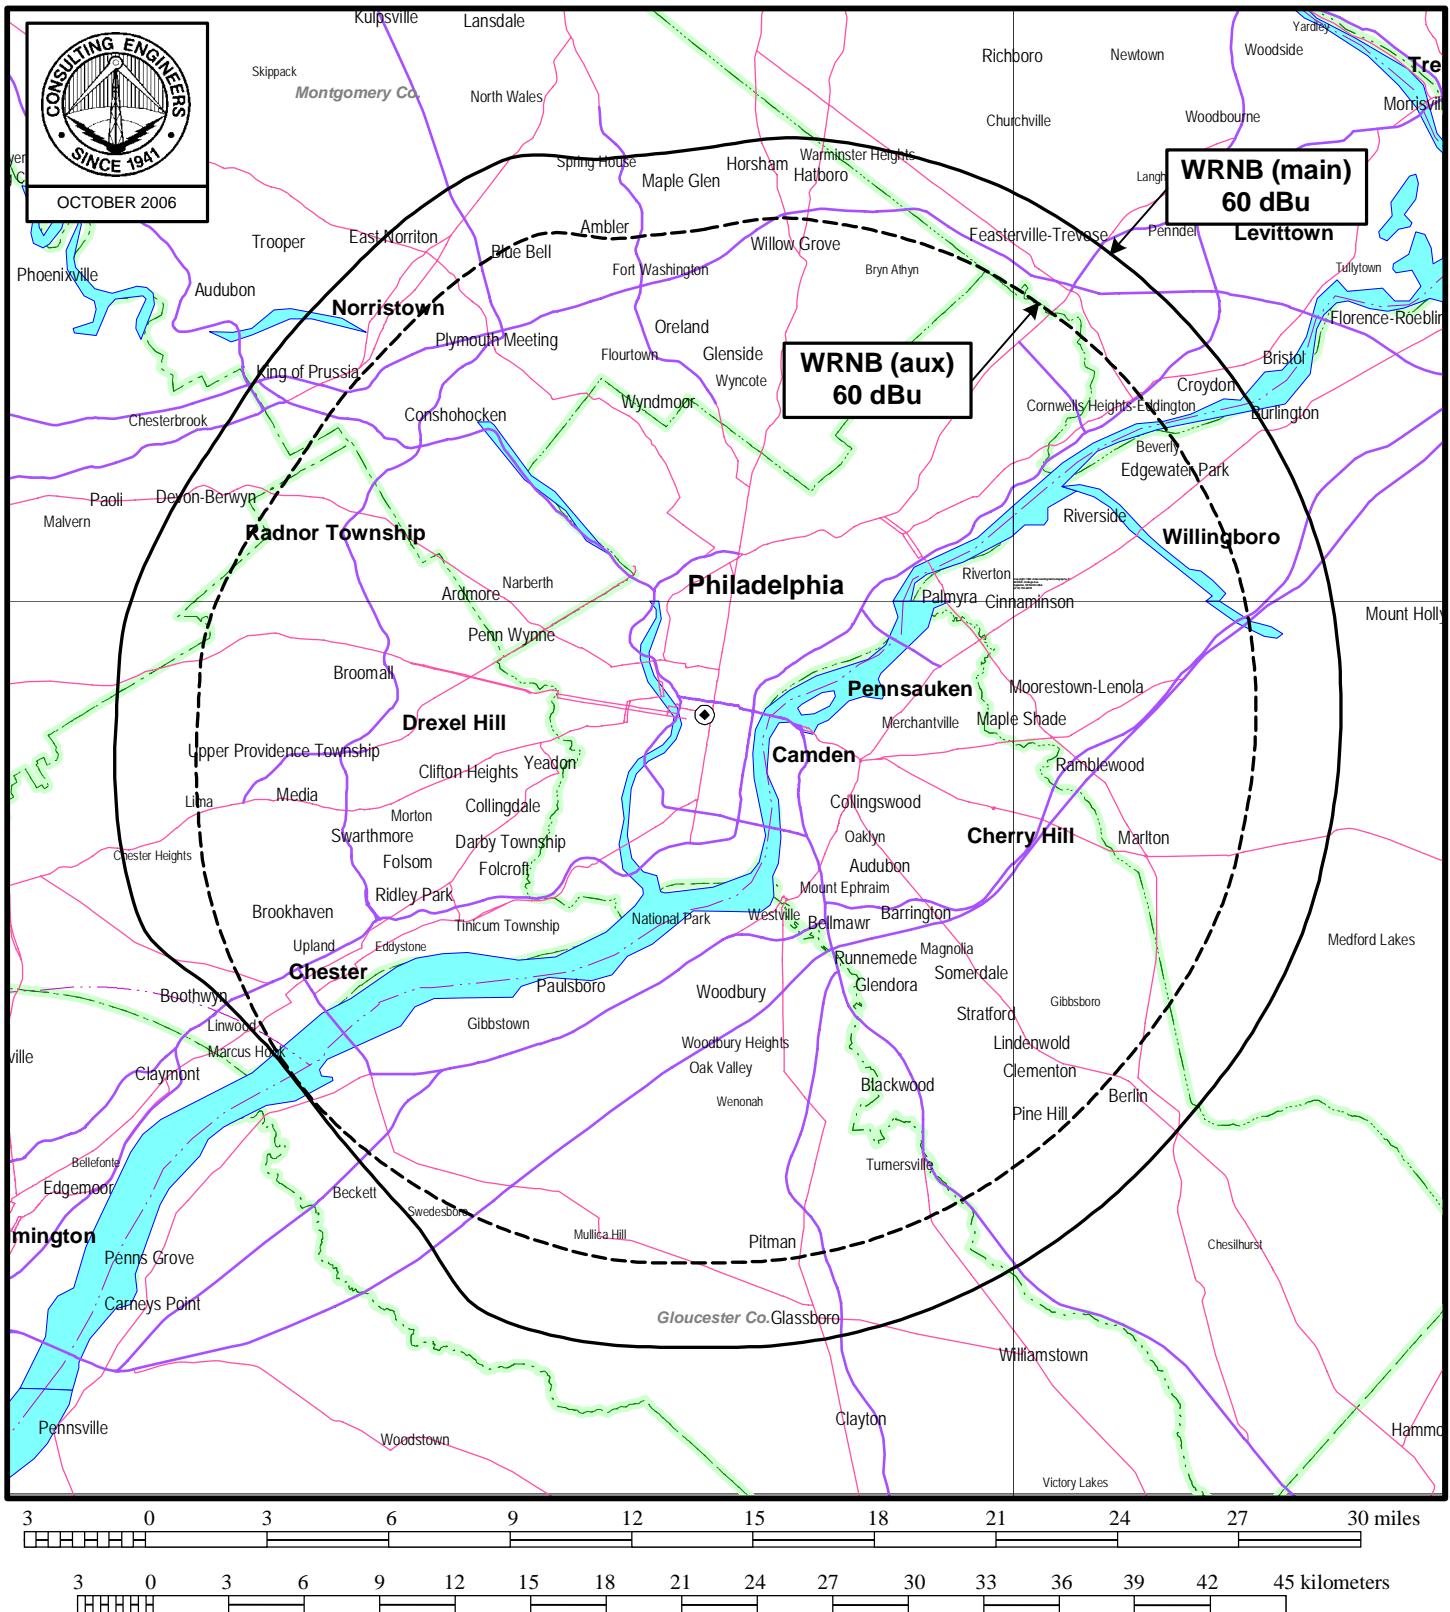 Kulpsville
Lansdale
Yardley
Richboro
Newtown
Woodside
CONSULTING ENGINEERS
SINCE 1941
OCTOBER 2006
Skippack
Montgomery Co.
North Wales
Tre
Morrisvil
Churchville
Woodbourne
Spring House
Horsham
Warminster Heights
Hatboro
Maple Glen
Langh
WRNB (main)
60 dBu
Penndel
Levittown
Trooper
East Norriton
Ambler
Blue Bell
Willow Grove
Feasterville-Trevose
Phoenixville
Audubon
Fort Washington
Bryn Athyn
Tullytown
Norristown
Florence-Roeblin
Oreland
Plymouth Meeting
Flourtown
Glenside
WRNB (aux)
60 dBu
Bristol
King of Prussia
Wyncote
Croydon
Wyndmoor
Cornwells Heights-Eddington
Burlington
Chesterbrook
Conshohocken
Beverly
Edgewater Park
Paoli
Devon-Berwyn
Malvern
Radnor Township
Riverside
Willingboro
Narberth
Ardmore
Philadelphia
Riverton
Palmyra
Cinnaminson
Mount Holly
Penn Wynne
Broomall
Pennsauken
Moorestown-Lenola
Drexel Hill
Merchantville
Maple Shade
Upper Providence Township
Camden
Clifton Heights
Yeadon
Ramblewood
Lima
Media
Collingdale
Collingswood
Morton
Swarthmore
Darby Township
Oaklyn
Cherry Hill
Marlton
Chester Heights
Folsom
Folcroft
Audubon
Ridley Park
Mount Ephraim
Brookhaven
Tinicum Township
National Park
Westville
Bellmawr
Barrington
Upland
Eddystone
Runnemede
Magnolia
Medford Lakes
Chester
Somerdale
Boothwyn
Paulsboro
Woodbury
Glendora
Gibbsboro
Linwood
Gibbstown
Stratford
ville
Marcus Hook
Woodbury Heights
Lindenwold
Claymont
Oak Valley
Clementon
Blackwood
Berlin
Wenonah
Pine Hill
Bellefonte
Turnersville
Edgemoor
Beckett
Swedesboro
mington
Mullica Hill
Pitman
Chesilhurst
Penns Grove
Carneys Point
Gloucester Co.
Glassboro
Williamstown
Pennsville
Clayton
Woodstown
Hammo
Victory Lakes
3 0 3 6 9 12 15 18 21 24 27 30 miles
3 0 3 6 9 12 15 18 21 24 27 30 33 36 39 42 45 kilometers